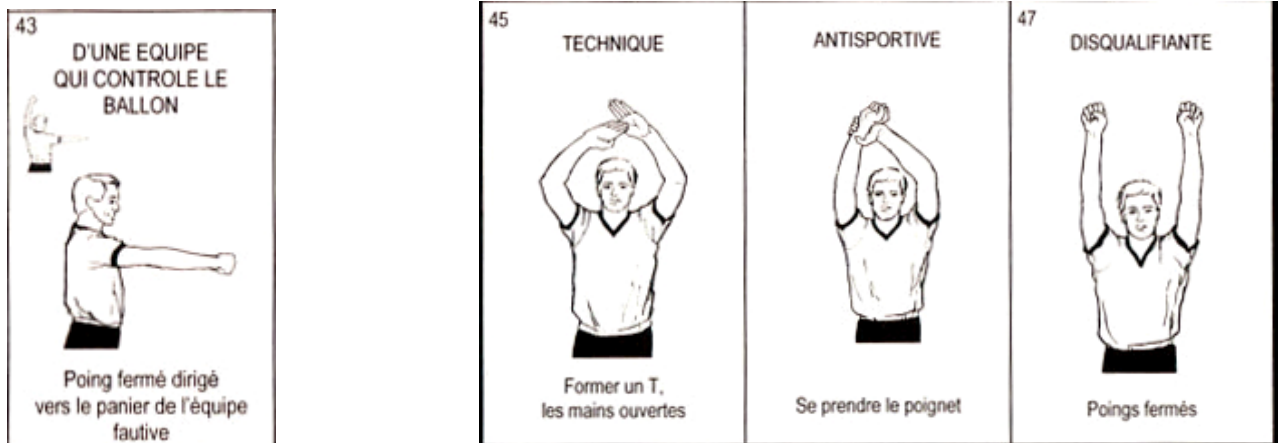 43
D'UNE EQUIPE
QUI CONTROLE LE
BALLON
Poing fermé dirigé
vers le panier de l'équipe
fautive
45
TECHNIQUE
Former un T,
les mains ouvertes
ANTISPORTIVE
Se prendre le poignet
47
DISQUALIFIANTE
Poings fermés